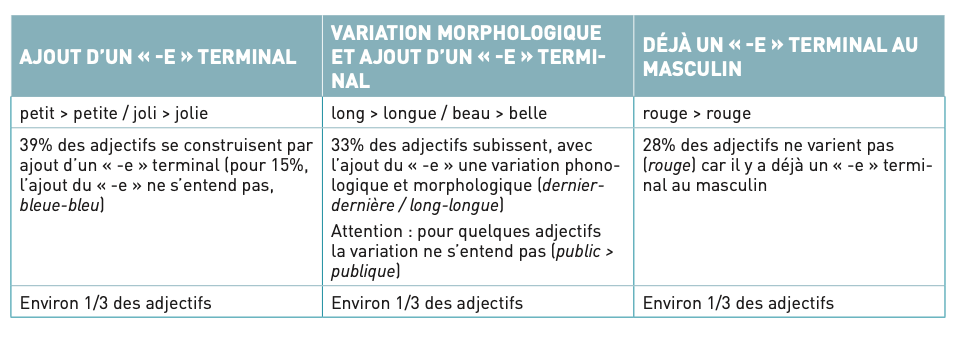 AJOUT D’UN « -E » TERMINAL
VARIATION MORPHOLOGIQUE
ET AJOUT D’UN « -E » TERMI-
NAL
DÉJÀ UN « -E » TERMINAL AU
MASCULIN
petit > petite / joli > jolie
long > longue / beau > belle
rouge > rouge
39% des adjectifs se construisent par
ajout d’un « -e » terminal (pour 15%,
l’ajout du « -e » ne s’entend pas,
bleue-bleu)
33% des adjectifs subissent, avec
l’ajout du « -e » une variation phono-
logique et morphologique (dernier-
dernière / long-longue)
Attention : pour quelques adjectifs
la variation ne s’entend pas (public >
publique)
28% des adjectifs ne varient pas
(rouge) car il y a déjà un « -e » termi-
nal au masculin
Environ 1/3 des adjectifs
Environ 1/3 des adjectifs
Environ 1/3 des adjectifs